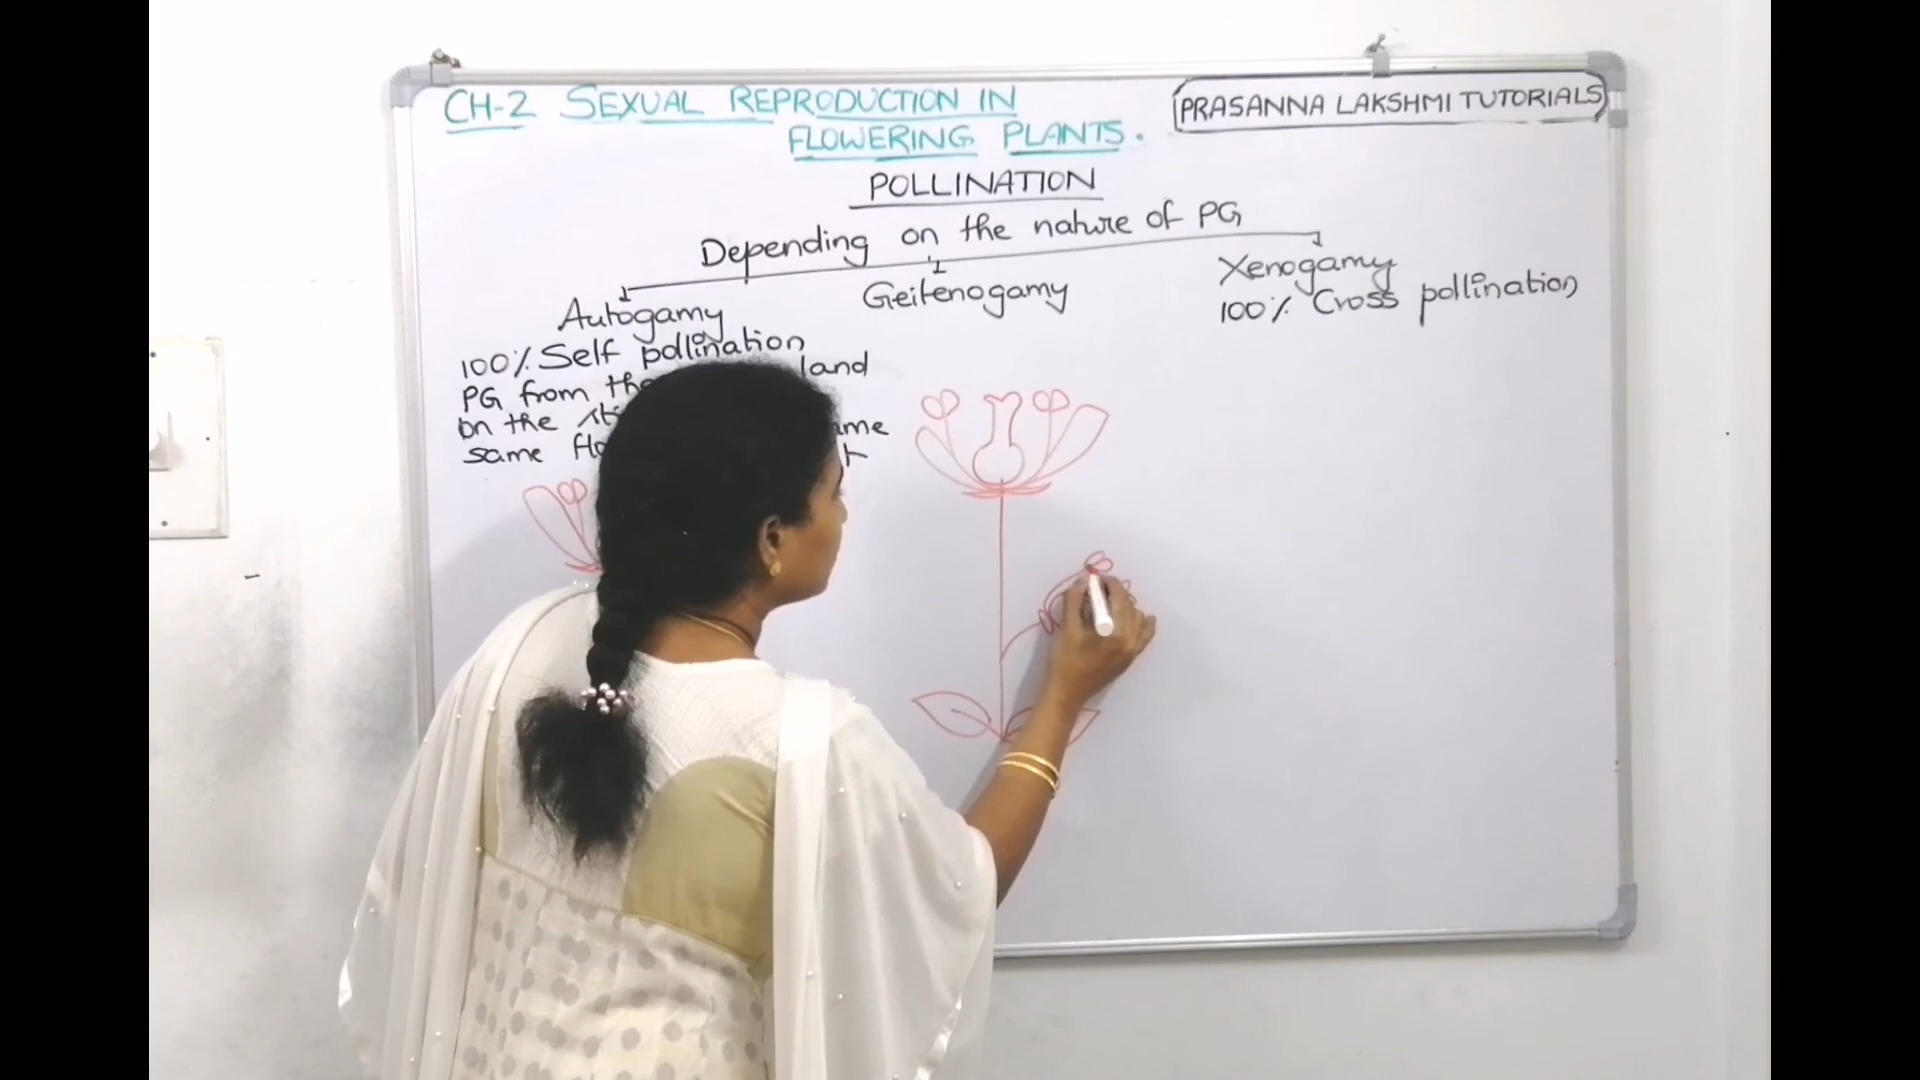 CH-2 SEXUAL REPRODUCTION IN
FLOWERING PLANTS.
PRASANNA LAKSHMI TUTORIALS
POLLINATION
Depending on the nature of PG
Autogamy
100% Self pollination
PG from the land
on the same
same
Geitenogamy
Xenogamy
100% Cross pollination